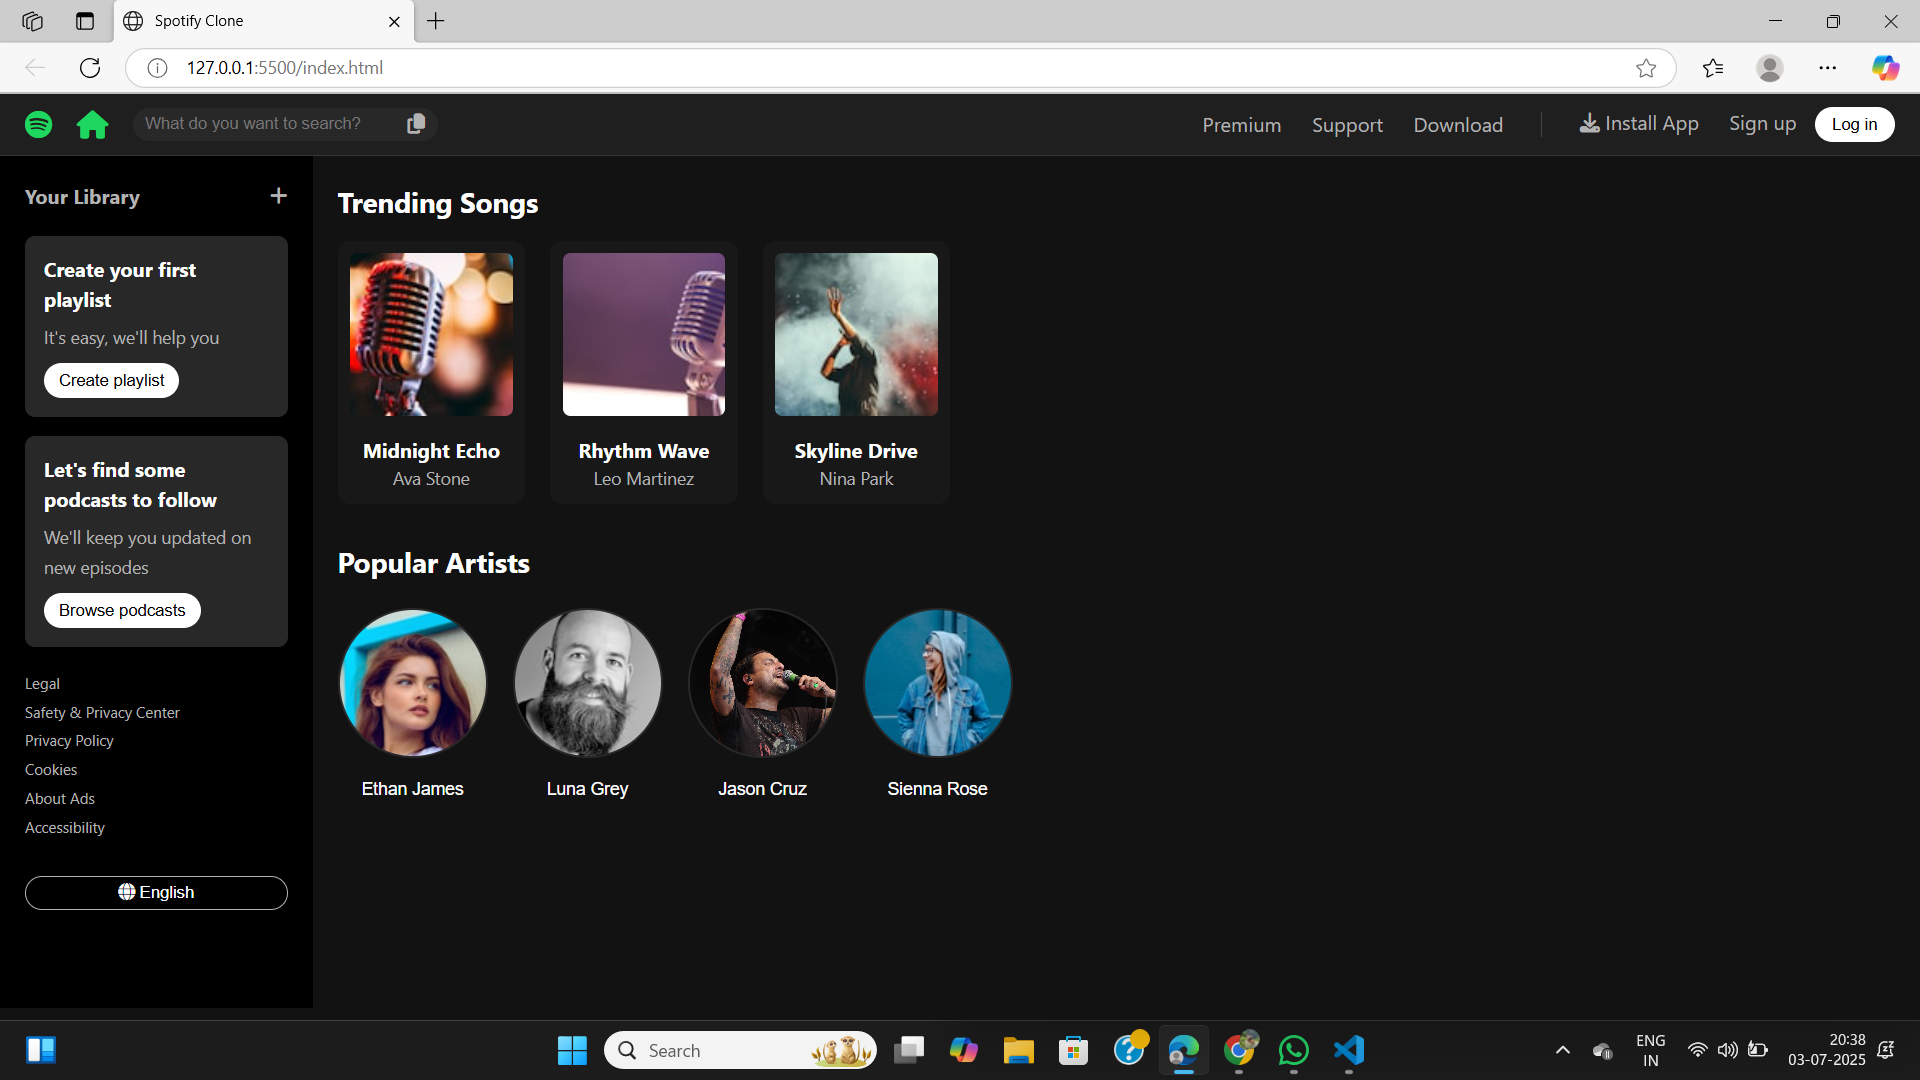 Spotify Clone
127.0.0.1:5500/index.html
What do you want to search?
Premium
Support
Download
Install App
Sign up
Log in
Your Library
Create your first
playlist
It's easy, we'll help you
Create playlist
Let's find some
podcasts to follow
We'll keep you updated on
new episodes
Browse podcasts
Legal
Safety & Privacy Center
Privacy Policy
Cookies
About Ads
Accessibility
English
Trending Songs
Midnight Echo
Ava Stone
Rhythm Wave
Leo Martinez
Skyline Drive
Nina Park
Popular Artists
Ethan James
Luna Grey
Jason Cruz
Sienna Rose
Search
ENG
IN
20:38
03-07-2025